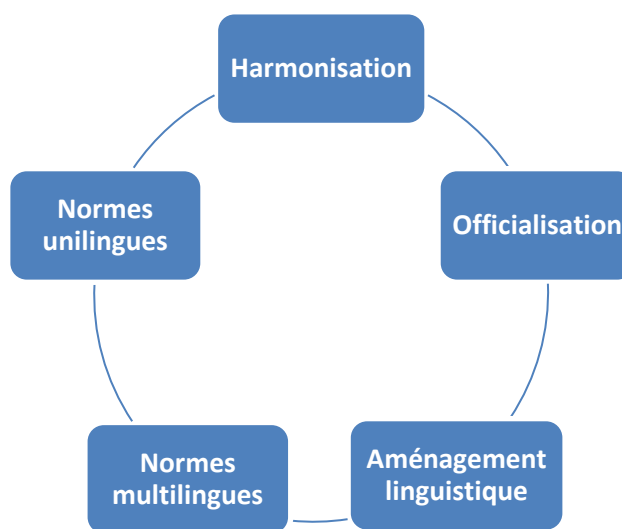 Harmonisation
Officialisation
Aménagement
linguistique
Normes
multilingues
Normes
unilingues